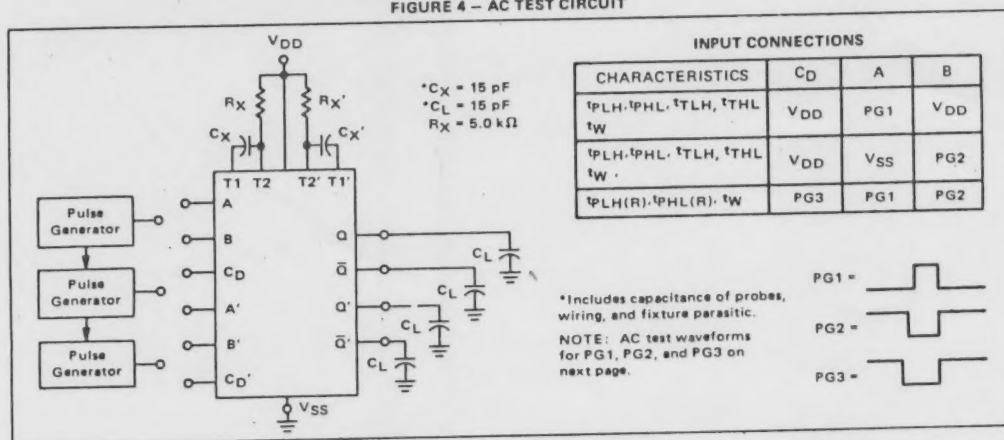 FIGURE 4 – AC TEST CIRCUIT
VDD
RX
RX'
CX
CX'
*CX = 15 pF
*CL = 15 pF
RX = 5.0 kΩ
T1 T2 T2' T1'
Pulse Generator
Pulse Generator
Pulse Generator
A
B
CD
A'
B'
CD'
Q
Q̅
Q'
Q̅'
CL
CL
CL
CL
VSS
INPUT CONNECTIONS
CHARACTERISTICS CD A B
tPLH, tPHL, tTLH, tTHL VDD PG1 VDD
tW
tPLH, tPHL, tTLH, tTHL VDD VSS PG2
tW
tPLH(R), tPHL(R), tW PG3 PG1 PG2
*Includes capacitance of probes,
wiring, and fixture parasitic.
NOTE: AC test waveforms
for PG1, PG2, and PG3 on
next page.
PG1 =
PG2 =
PG3 =